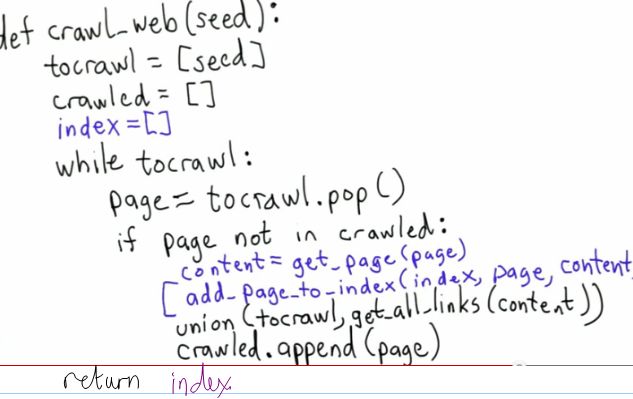 def crawl_web(seed):
tocrawl = [seed]
crawled = []
index=[]
while tocrawl:
page = tocrawl.pop()
if page not in crawled:
content = get_page(page)
[ add_page_to_index(index, page, content
union(tocrawl, get_all_links(content))
crawled.append(page)
return index